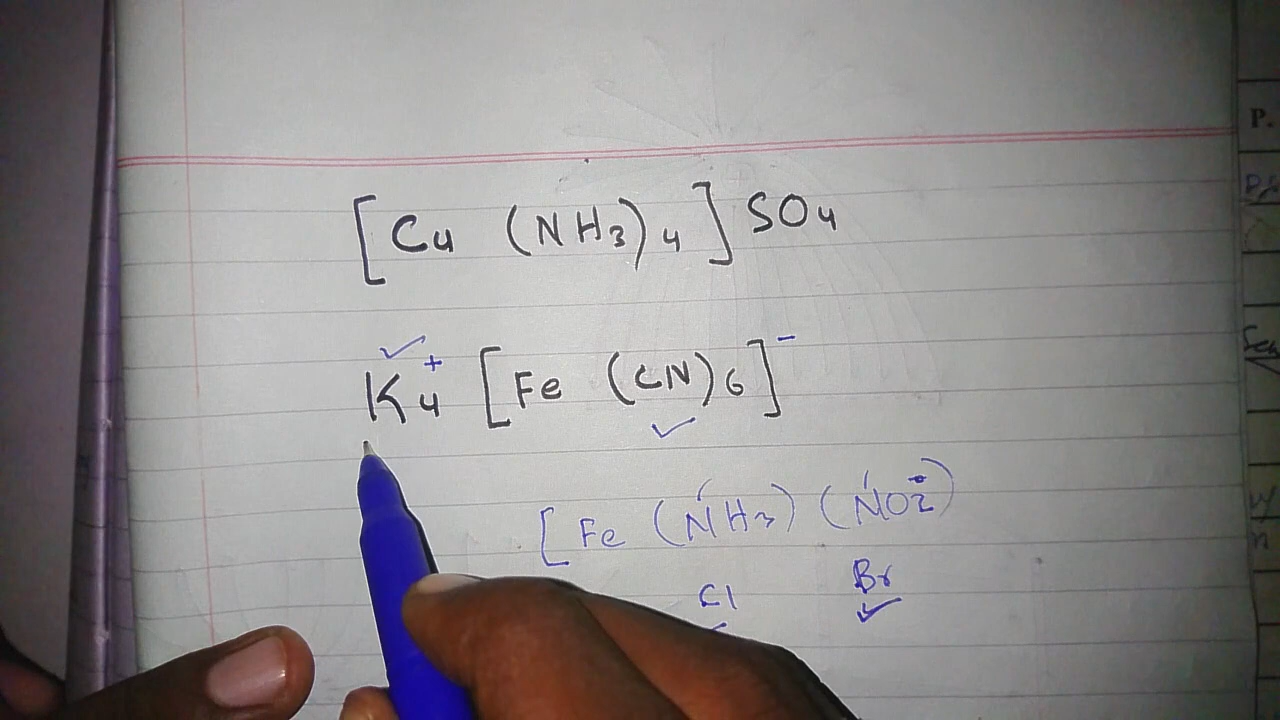 [Cu (NH3)4] SO4
K4+ [Fe (CN)6]-
[Fe (NH3) (NO2-)
Cl Br
P.